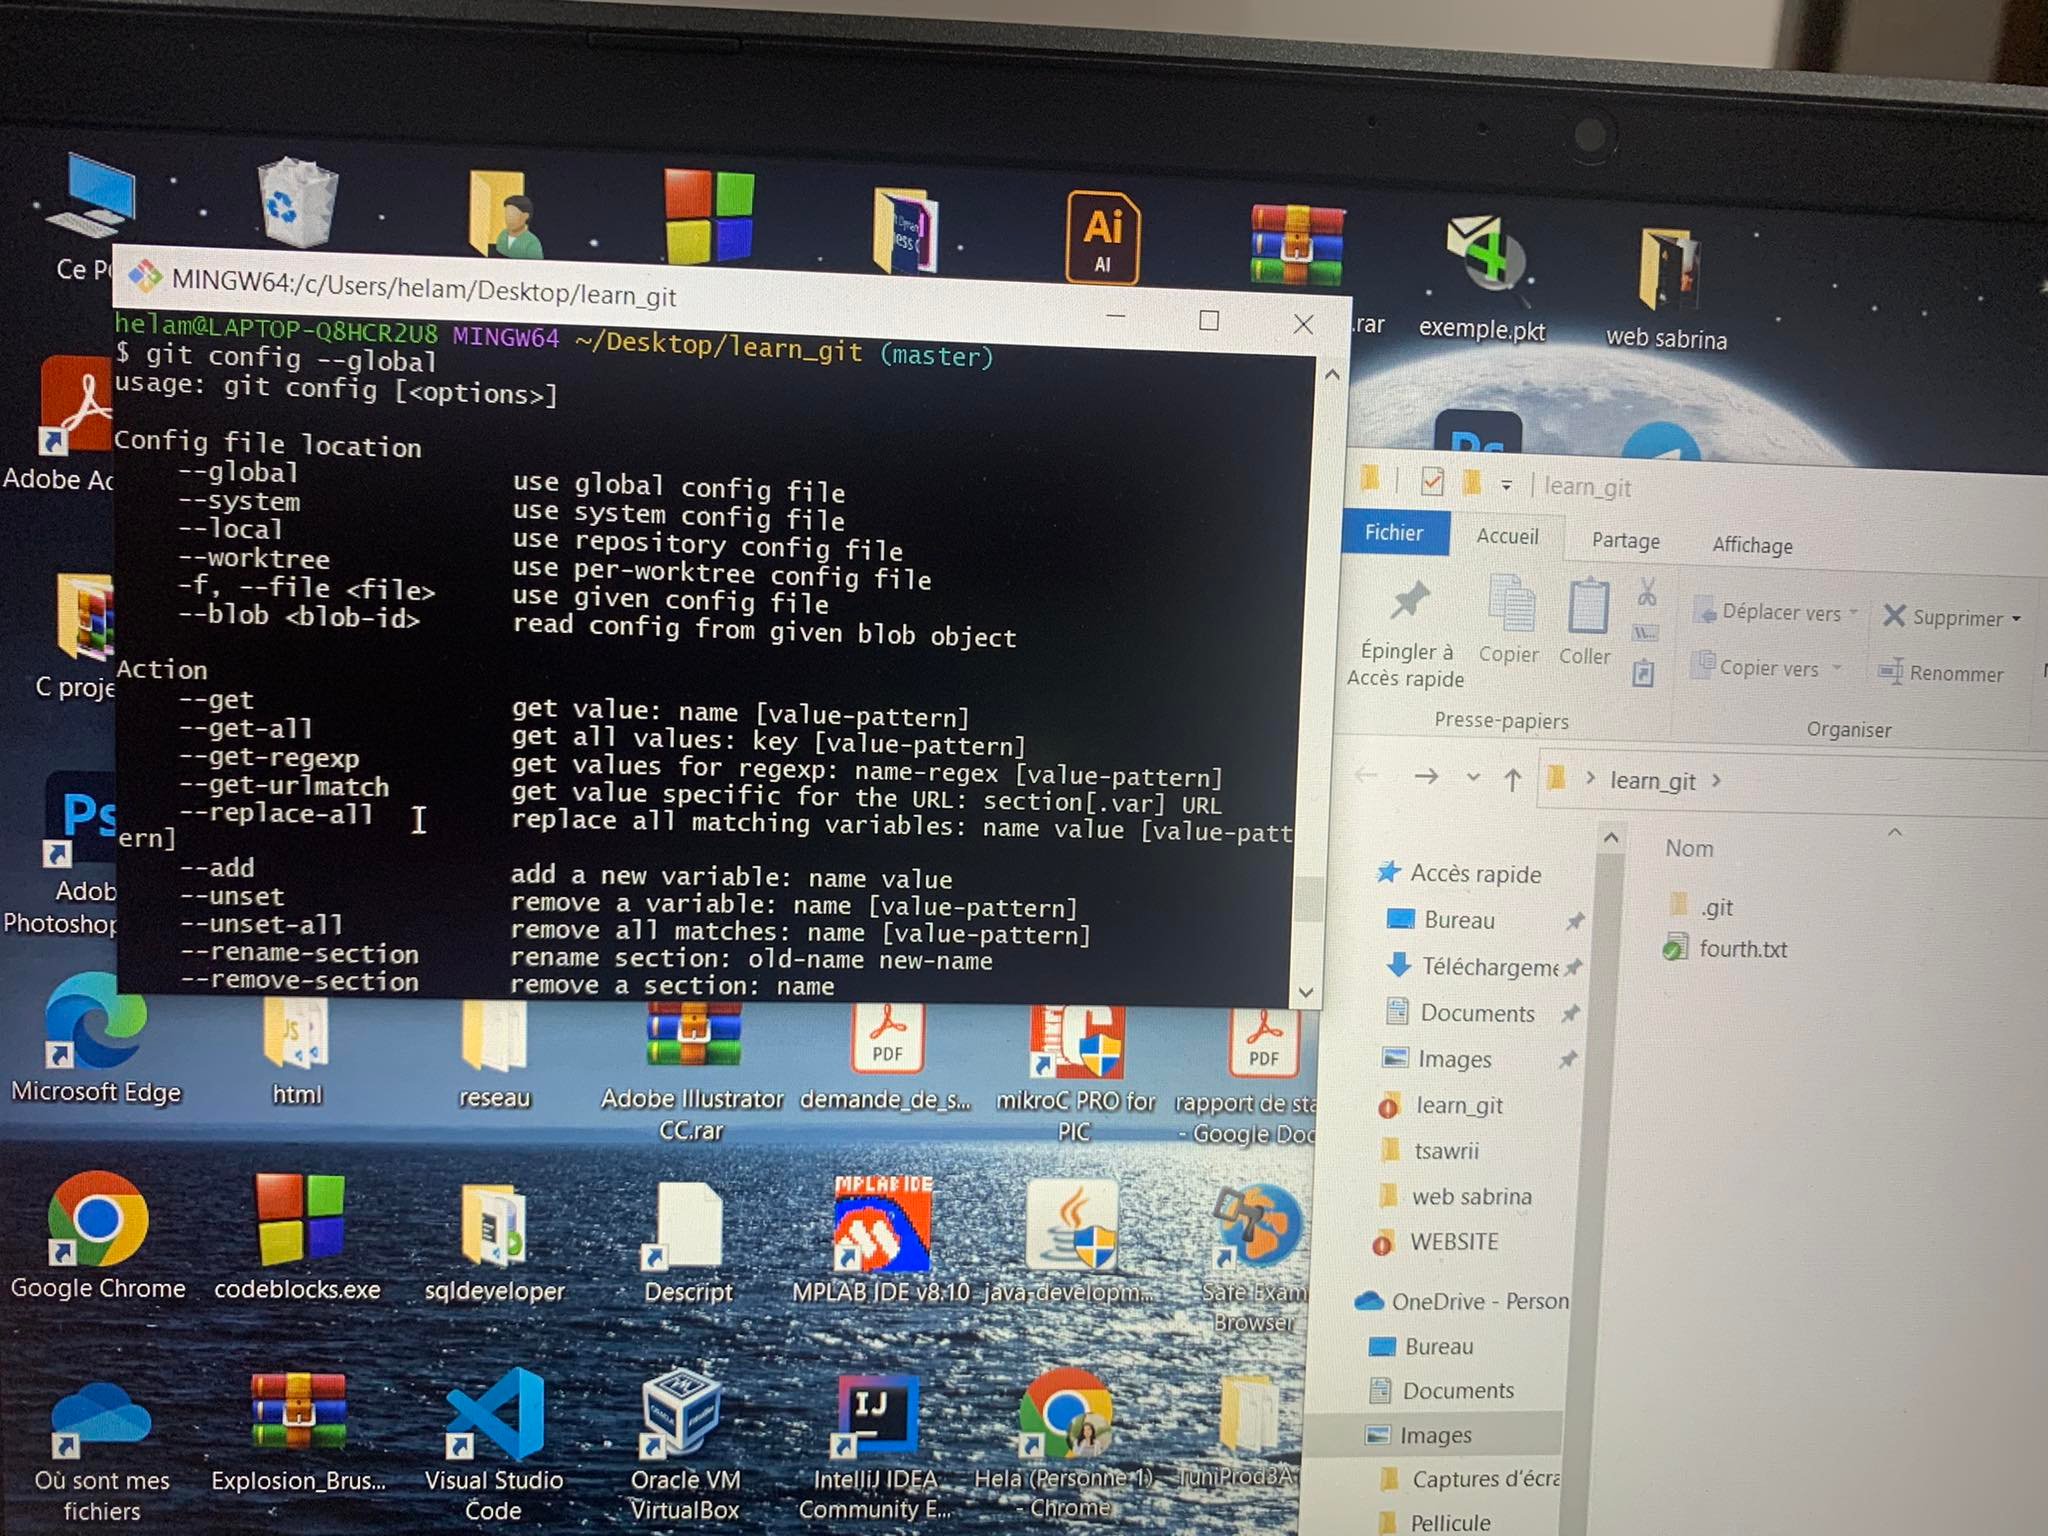 Ce P
AI
AI
.rar
exemple.pkt
web sabrina
MINGW64:/c/Users/helam/Desktop/learn_git
helam@LAPTOP-Q8HCR2U8 MINGW64 ~/Desktop/learn_git (master)
$ git config --global
usage: git config [<options>]
Config file location
--global use global config file
--system use system config file
--local use repository config file
--worktree use per-worktree config file
-f, --file <file> use given config file
--blob <blob-id> read config from given blob object
Action
--get get value: name [value-pattern]
--get-all get all values: key [value-pattern]
--get-regexp get values for regexp: name-regex [value-pattern]
--get-urlmatch get value specific for the URL: section[.var] URL
--replace-all replace all matching variables: name value [value-patt
ern]
--add add a new variable: name value
--unset remove a variable: name [value-pattern]
--unset-all remove all matches: name [value-pattern]
--rename-section rename section: old-name new-name
--remove-section remove a section: name
Adobe Ac
C proje
Ps
Adob
Photoshop
Ps
learn_git
Fichier Accueil Partage Affichage
Épingler à
Accès rapide
Copier
Coller
Déplacer vers
Copier vers
Supprimer
Renommer
Presse-papiers
Organiser
learn_git
Nom
.git
fourth.txt
Accès rapide
Bureau
Téléchargeme
Documents
Images
learn_git
tsawrii
web sabrina
WEBSITE
OneDrive - Person
Bureau
Documents
Images
Captures d'écra
Pellicule
JS
PDF
PDF
Microsoft Edge
html
reseau
Adobe Illustrator
CC.rar
demande_de_s...
mikroC PRO for
PIC
rapport de sta
- Google Doc
MPLAB IDE
Google Chrome
codeblocks.exe
sqldeveloper
Descript
MPLAB IDE v8.10
java-developm...
Safe Exam
Browser
IJ
Où sont mes
fichiers
Explosion_Brus...
Visual Studio
Code
Oracle VM
VirtualBox
IntelliJ IDEA
Community E...
Hela (Personne 1)
- Chrome
TuniProd3A